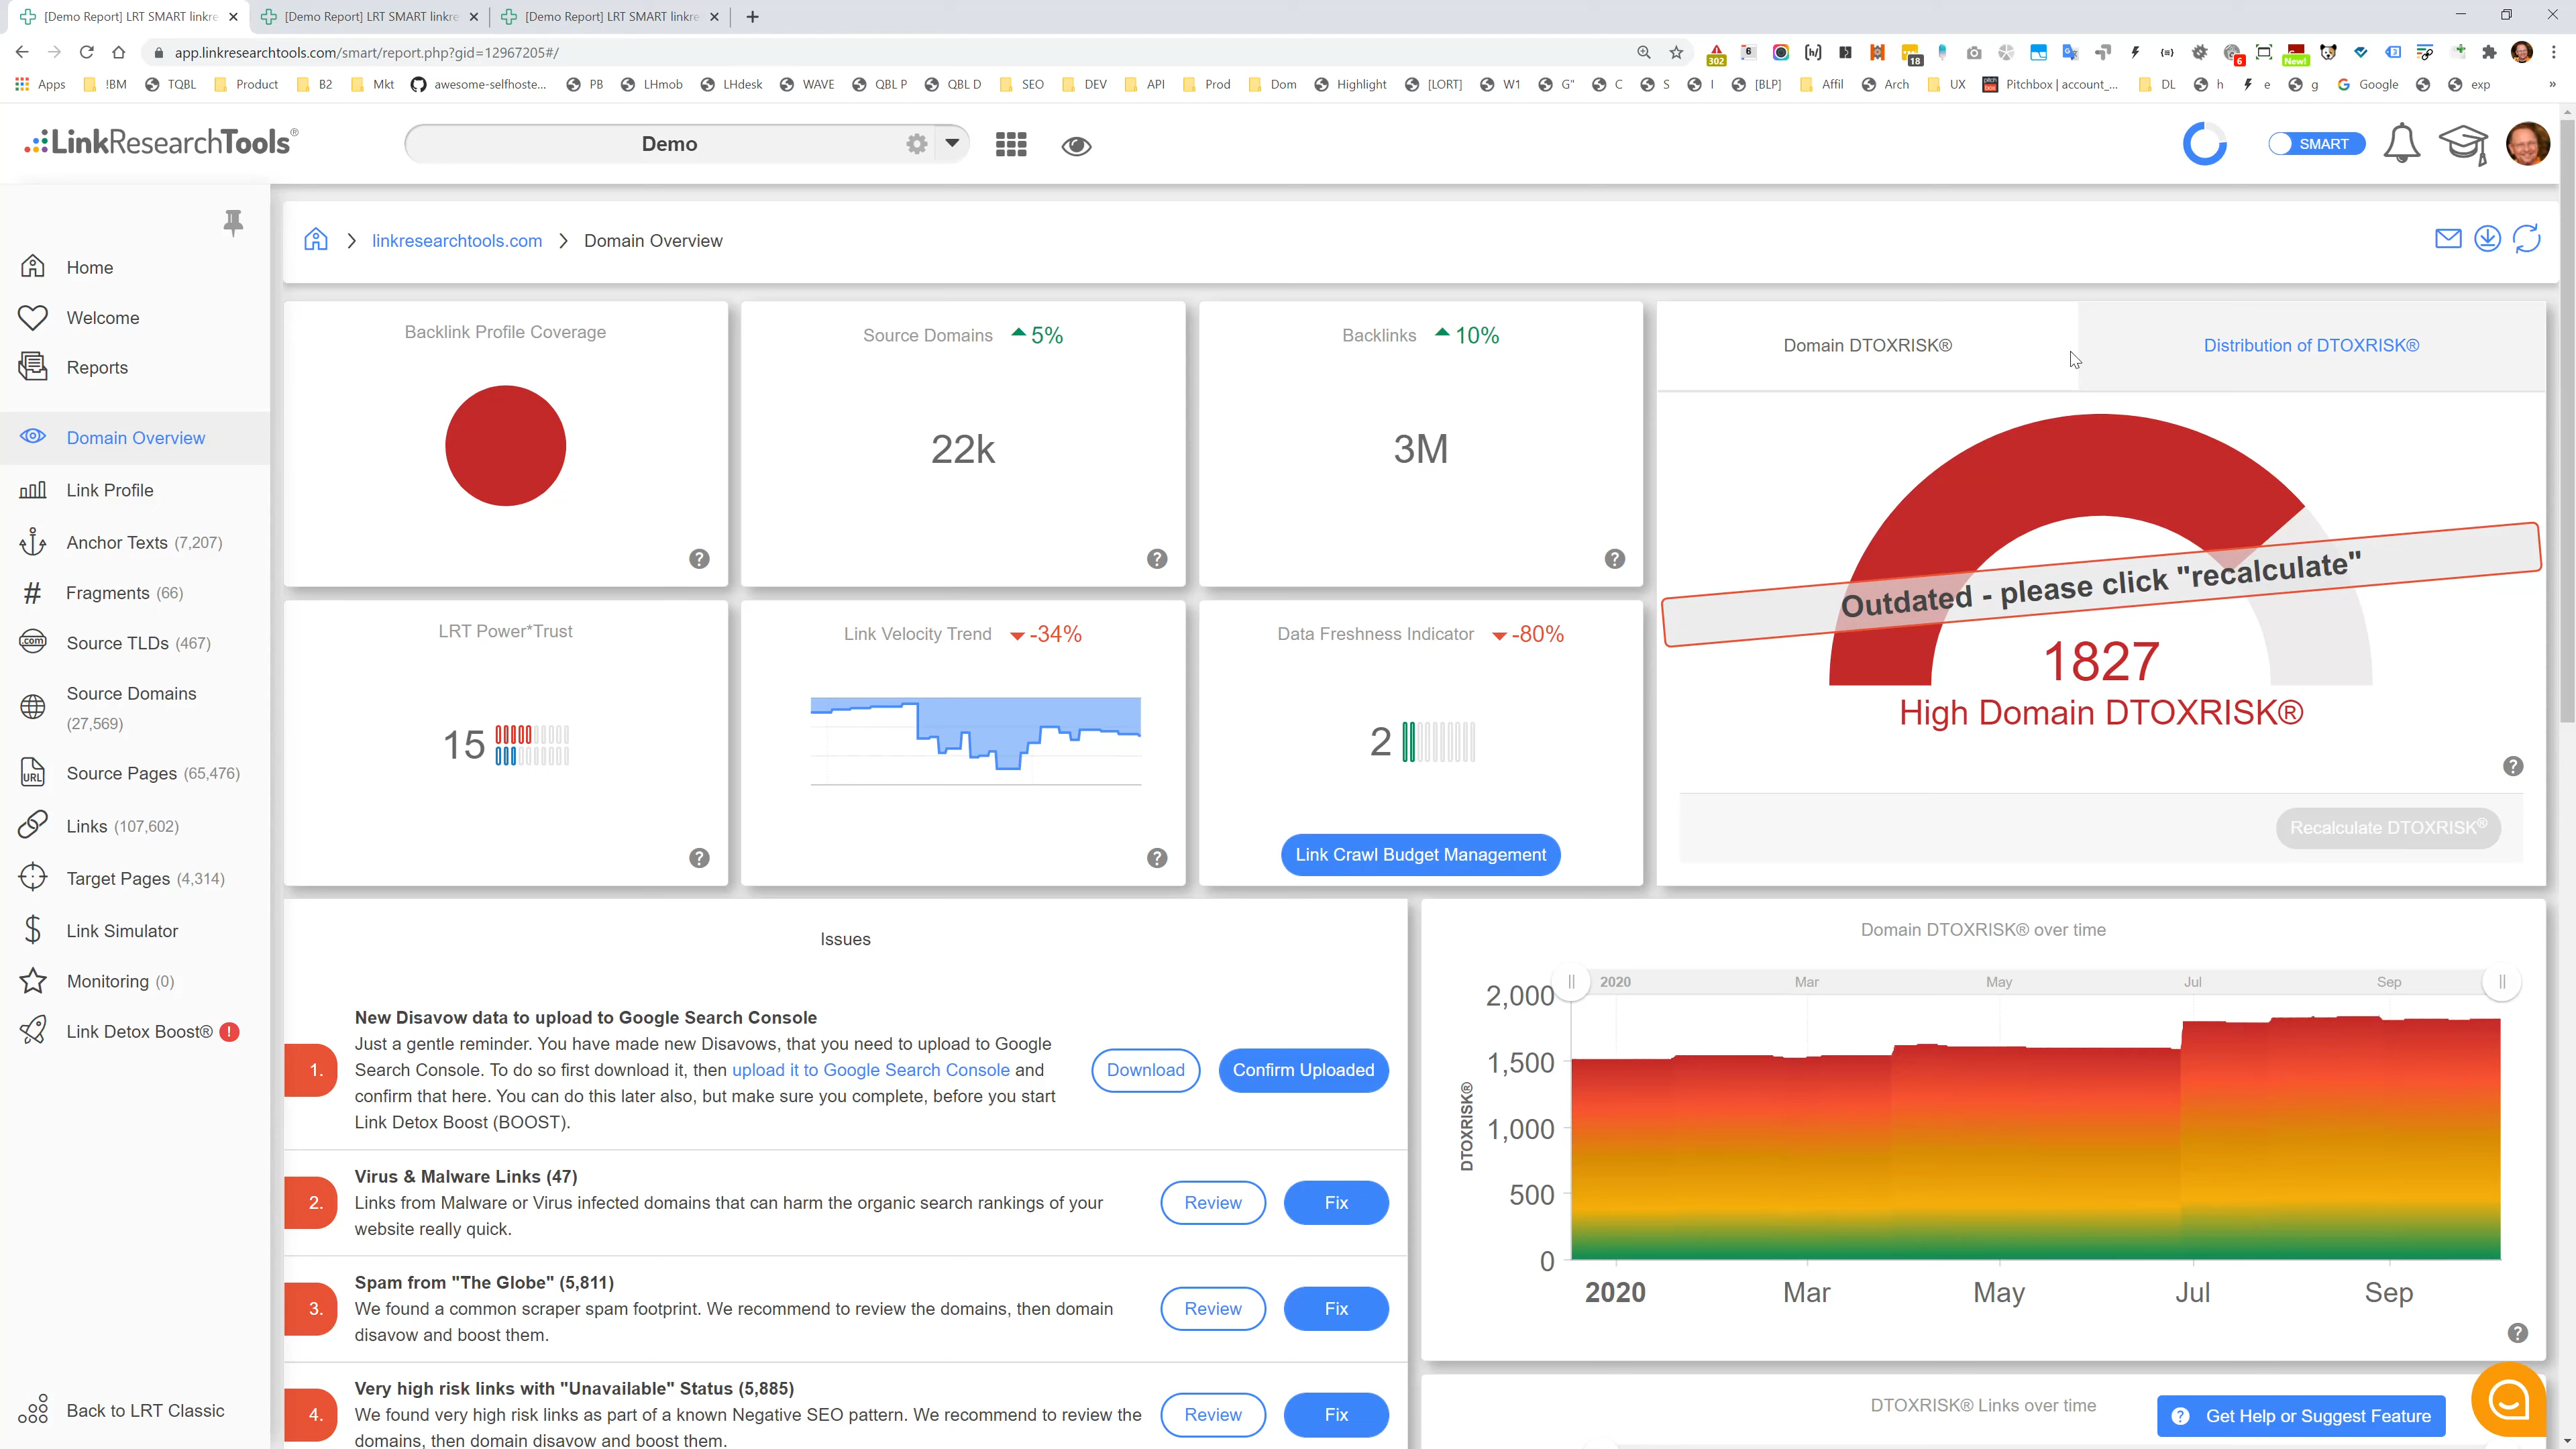 [Demo Report] LRT SMART linkre
[Demo Report] LRT SMART linkre
[Demo Report] LRT SMART linkre
app.linkresearchtools.com/smart/report.php?gid=12967205#/
302
18
6
New!
Apps
!BM
TQBL
Product
B2
Mkt
awesome-selfhoste...
PB
LHmob
LHdesk
WAVE
QBL P
QBL D
SEO
DEV
API
Prod
Dom
Highlight
[LORT]
W1
G"
C
S
I
[BLP]
Affil
Arch
UX
Pitchbox | account_...
DL
h
e
g
Google
exp
LinkResearchTools®
Demo
SMART
Home
Welcome
Reports
Domain Overview
Link Profile
Anchor Texts (7,207)
Fragments (66)
Source TLDs (467)
Source Domains
(27,569)
Source Pages (65,476)
Links (107,602)
Target Pages (4,314)
Link Simulator
Monitoring (0)
Link Detox Boost® !
Back to LRT Classic
linkresearchtools.com
Domain Overview
Backlink Profile Coverage
?
Source Domains 5%
22k
?
Backlinks 10%
3M
?
LRT Power*Trust
15
?
Link Velocity Trend -34%
?
Data Freshness Indicator -80%
2
Link Crawl Budget Management
Domain DTOXRISK®
Distribution of DTOXRISK®
Outdated - please click "recalculate"
1827
High Domain DTOXRISK®
?
Recalculate DTOXRISK®
Issues
1.
New Disavow data to upload to Google Search Console
Just a gentle reminder. You have made new Disavows, that you need to upload to Google
Search Console. To do so first download it, then upload it to Google Search Console and
confirm that here. You can do this later also, but make sure you complete, before you start
Link Detox Boost (BOOST).
Download
Confirm Uploaded
2.
Virus & Malware Links (47)
Links from Malware or Virus infected domains that can harm the organic search rankings of your
website really quick.
Review
Fix
3.
Spam from "The Globe" (5,811)
We found a common scraper spam footprint. We recommend to review the domains, then domain
disavow and boost them.
Review
Fix
4.
Very high risk links with "Unavailable" Status (5,885)
We found very high risk links as part of a known Negative SEO pattern. We recommend to review the
domains, then domain disavow and boost them.
Review
Fix
Domain DTOXRISK® over time
2020
Mar
May
Jul
Sep
DTOXRISK®
2,000
1,500
1,000
500
0
2020
Mar
May
Jul
Sep
?
DTOXRISK® Links over time
? Get Help or Suggest Feature